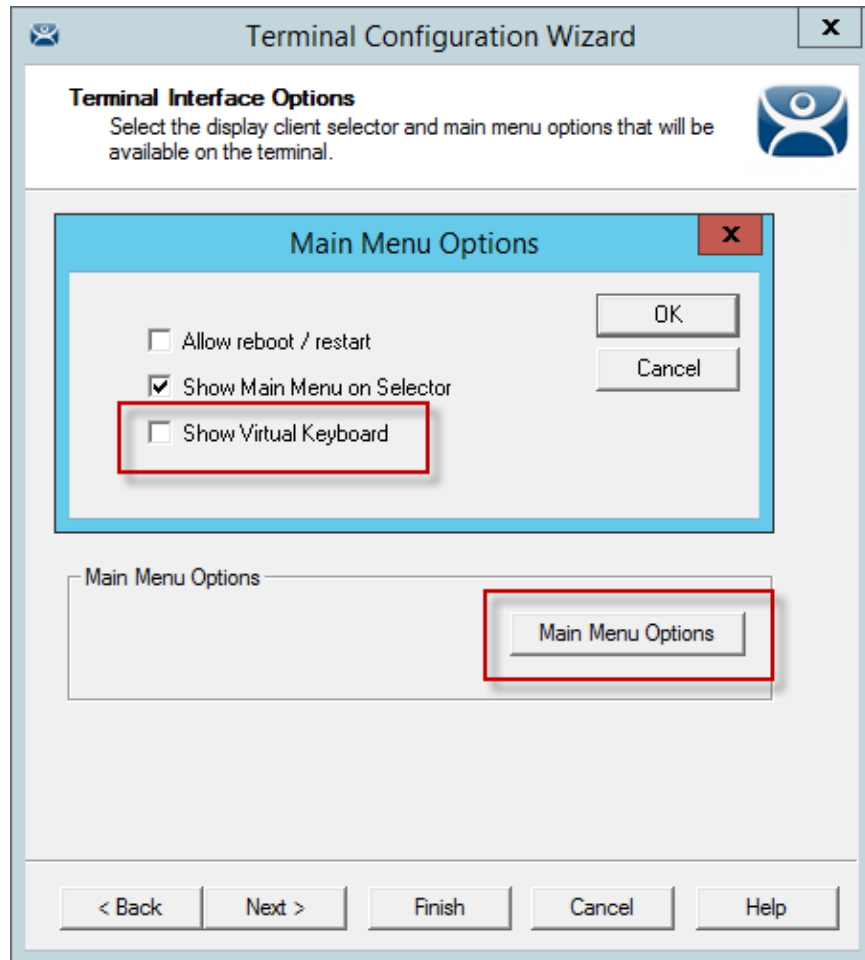 Terminal Configuration Wizard
x
Terminal Interface Options
Select the display client selector and main menu options that will be
available on the terminal.
Main Menu Options
x
Allow reboot / restart
Show Main Menu on Selector
Show Virtual Keyboard
OK
Cancel
Main Menu Options
Main Menu Options
< Back
Next >
Finish
Cancel
Help